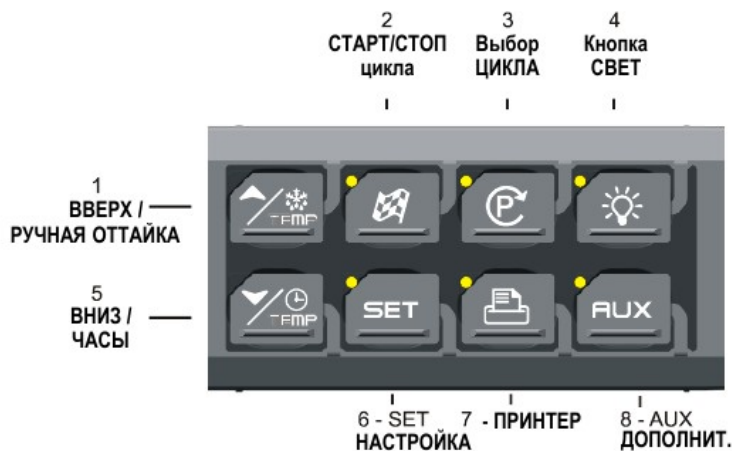 2
СТАРТ/СТОП
цикла
3
Выбор
ЦИКЛА
4
Кнопка
СВЕТ
1
ВВЕРХ /
РУЧНАЯ ОТТАЙКА
TEMP
P
5
ВНИЗ /
ЧАСЫ
TEMP
SET
AUX
6 - SET
НАСТРОЙКА
7 - ПРИНТЕР
8 - AUX
ДОПОЛНИТ.